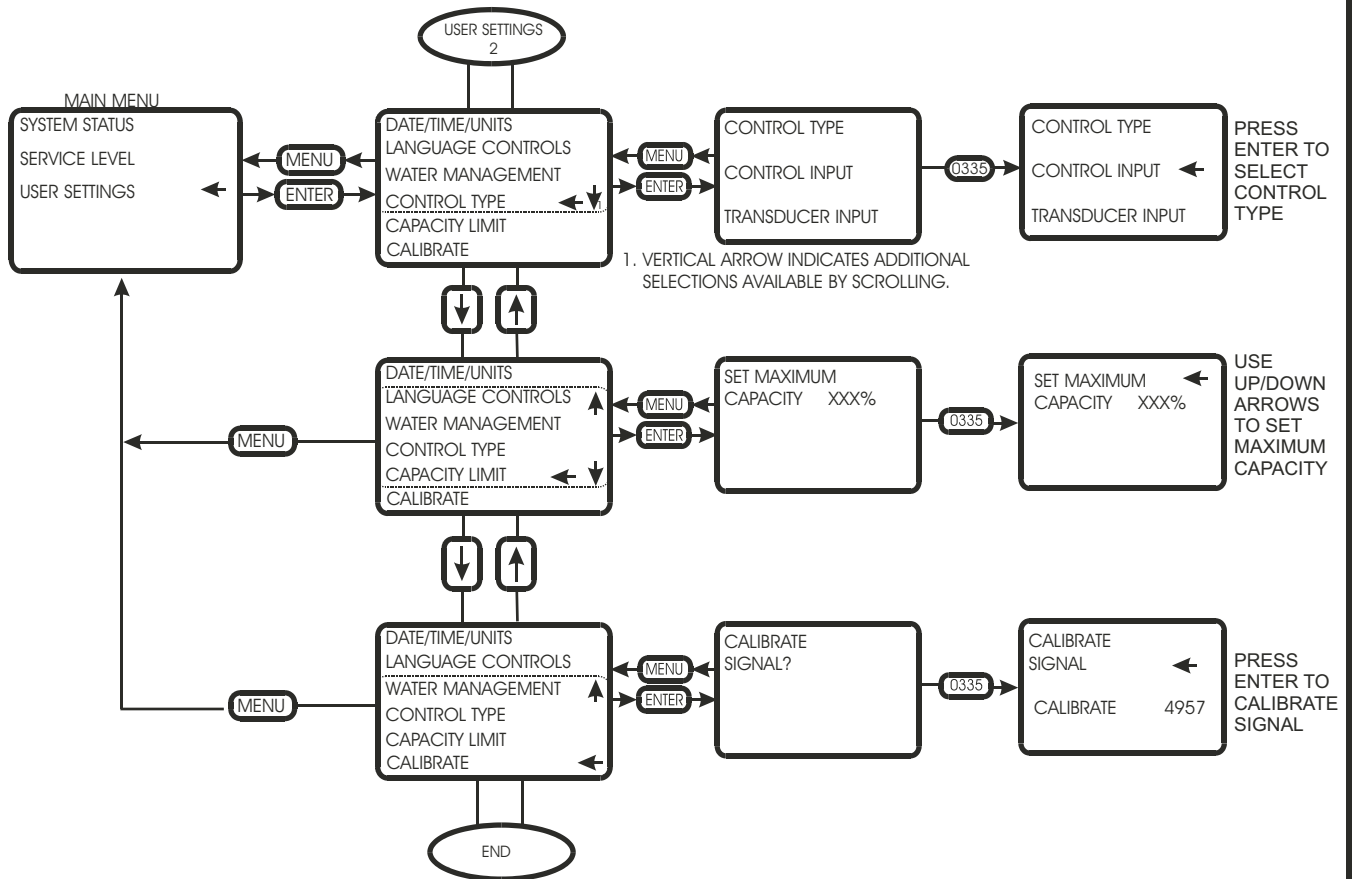 USER SETTINGS
2
MAIN MENU
SYSTEM STATUS
SERVICE LEVEL
USER SETTINGS
MENU
ENTER
DATE/TIME/UNITS
LANGUAGE CONTROLS
WATER MANAGEMENT
CONTROL TYPE
1
CAPACITY LIMIT
CALIBRATE
MENU
ENTER
CONTROL TYPE
CONTROL INPUT
TRANSDUCER INPUT
0335
CONTROL TYPE
CONTROL INPUT
TRANSDUCER INPUT
PRESS
ENTER TO
SELECT
CONTROL
TYPE
1. VERTICAL ARROW INDICATES ADDITIONAL
SELECTIONS AVAILABLE BY SCROLLING.
MENU
DATE/TIME/UNITS
LANGUAGE CONTROLS
WATER MANAGEMENT
CONTROL TYPE
CAPACITY LIMIT
CALIBRATE
MENU
ENTER
SET MAXIMUM
CAPACITY XXX%
0335
SET MAXIMUM
CAPACITY XXX%
USE
UP/DOWN
ARROWS
TO SET
MAXIMUM
CAPACITY
MENU
DATE/TIME/UNITS
LANGUAGE CONTROLS
WATER MANAGEMENT
CONTROL TYPE
CAPACITY LIMIT
CALIBRATE
MENU
ENTER
CALIBRATE
SIGNAL?
0335
CALIBRATE
SIGNAL
CALIBRATE 4957
PRESS
ENTER TO
CALIBRATE
SIGNAL
END